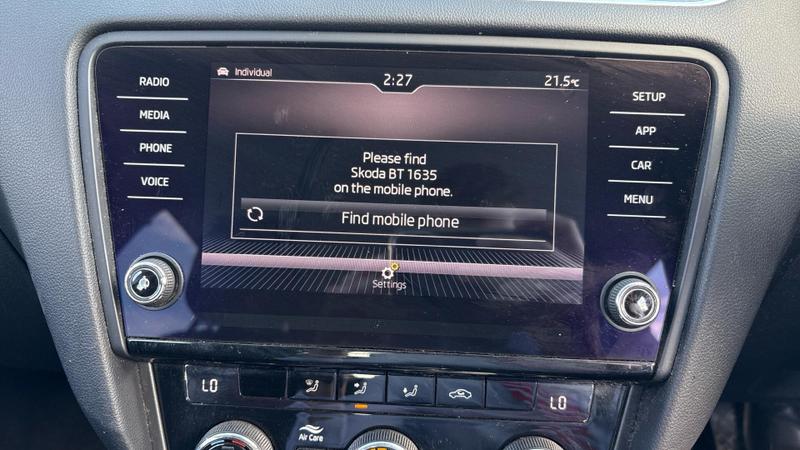 Individual
2:27
21.5°C
RADIO
MEDIA
PHONE
VOICE
SETUP
APP
CAR
MENU
Please find
Skoda BT 1635
on the mobile phone.
Find mobile phone
Settings
LO
LO
Air Care